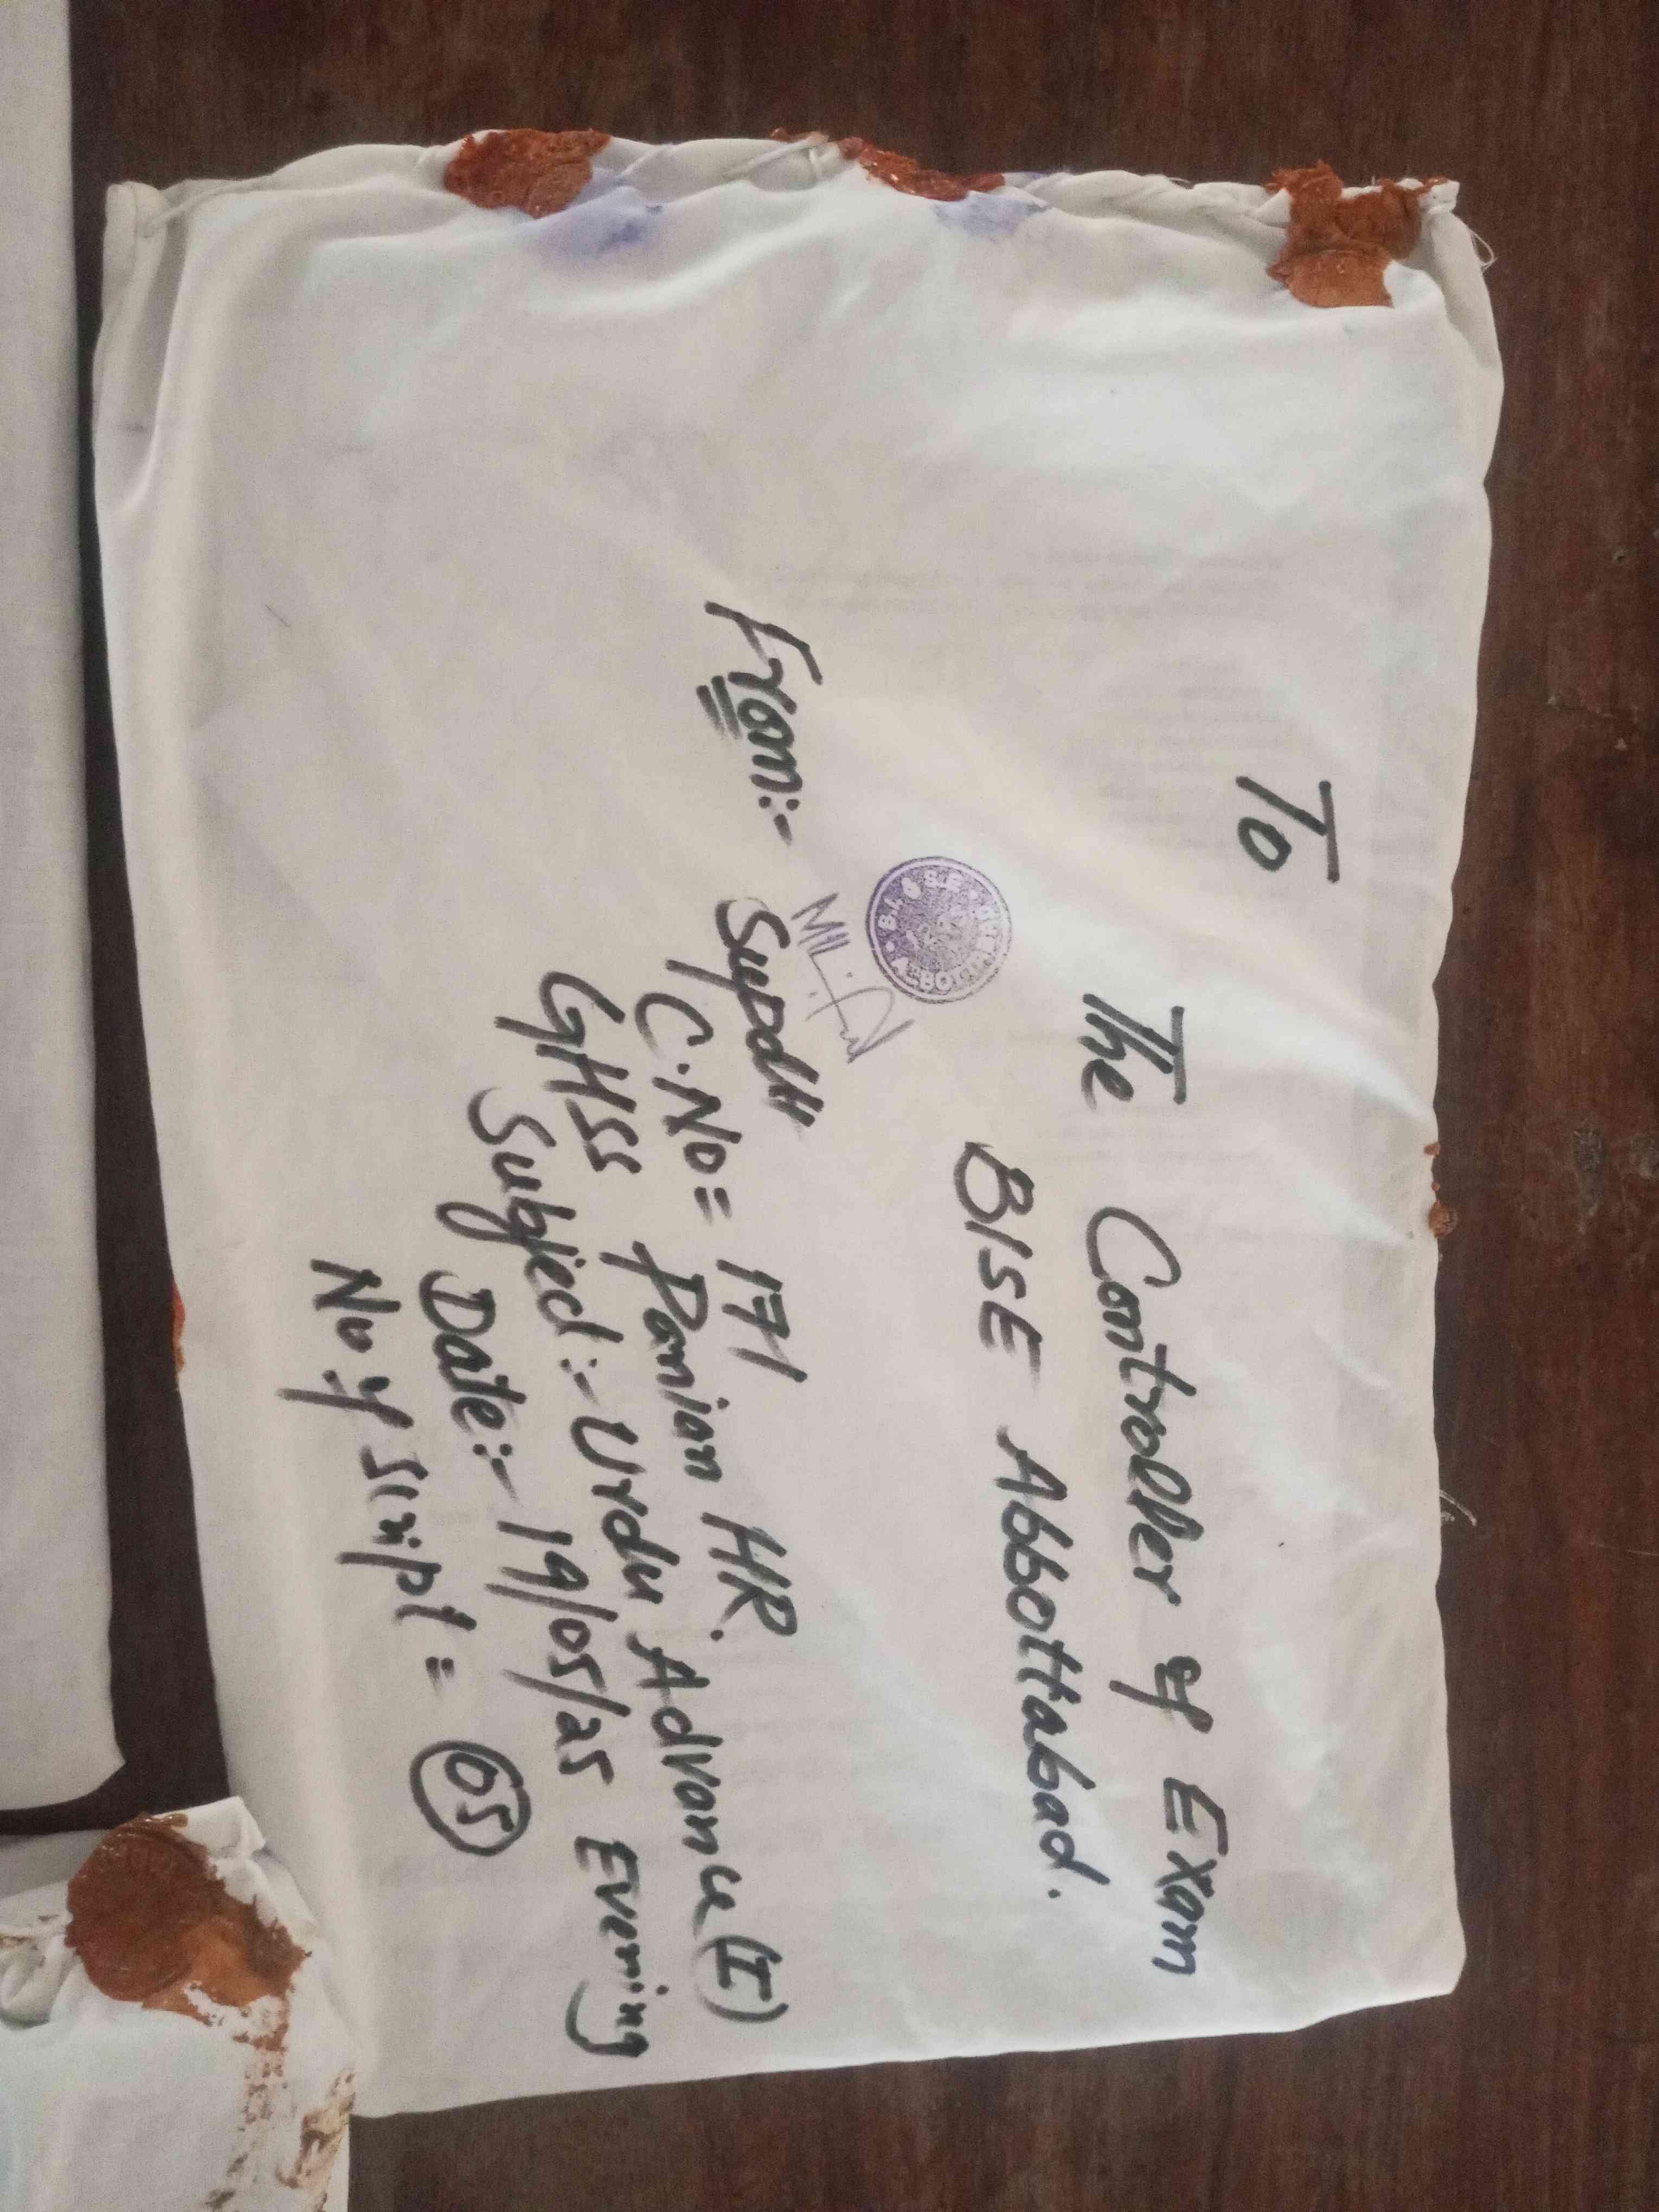 To
The Controller of Exam
BISE Abbottabad.
From:- Supdtt
C.No = 171
GHSS Panian HR.
Subject:- Urdu Advance (I)
Date:- 19/05/25 Evening
No of script = 05